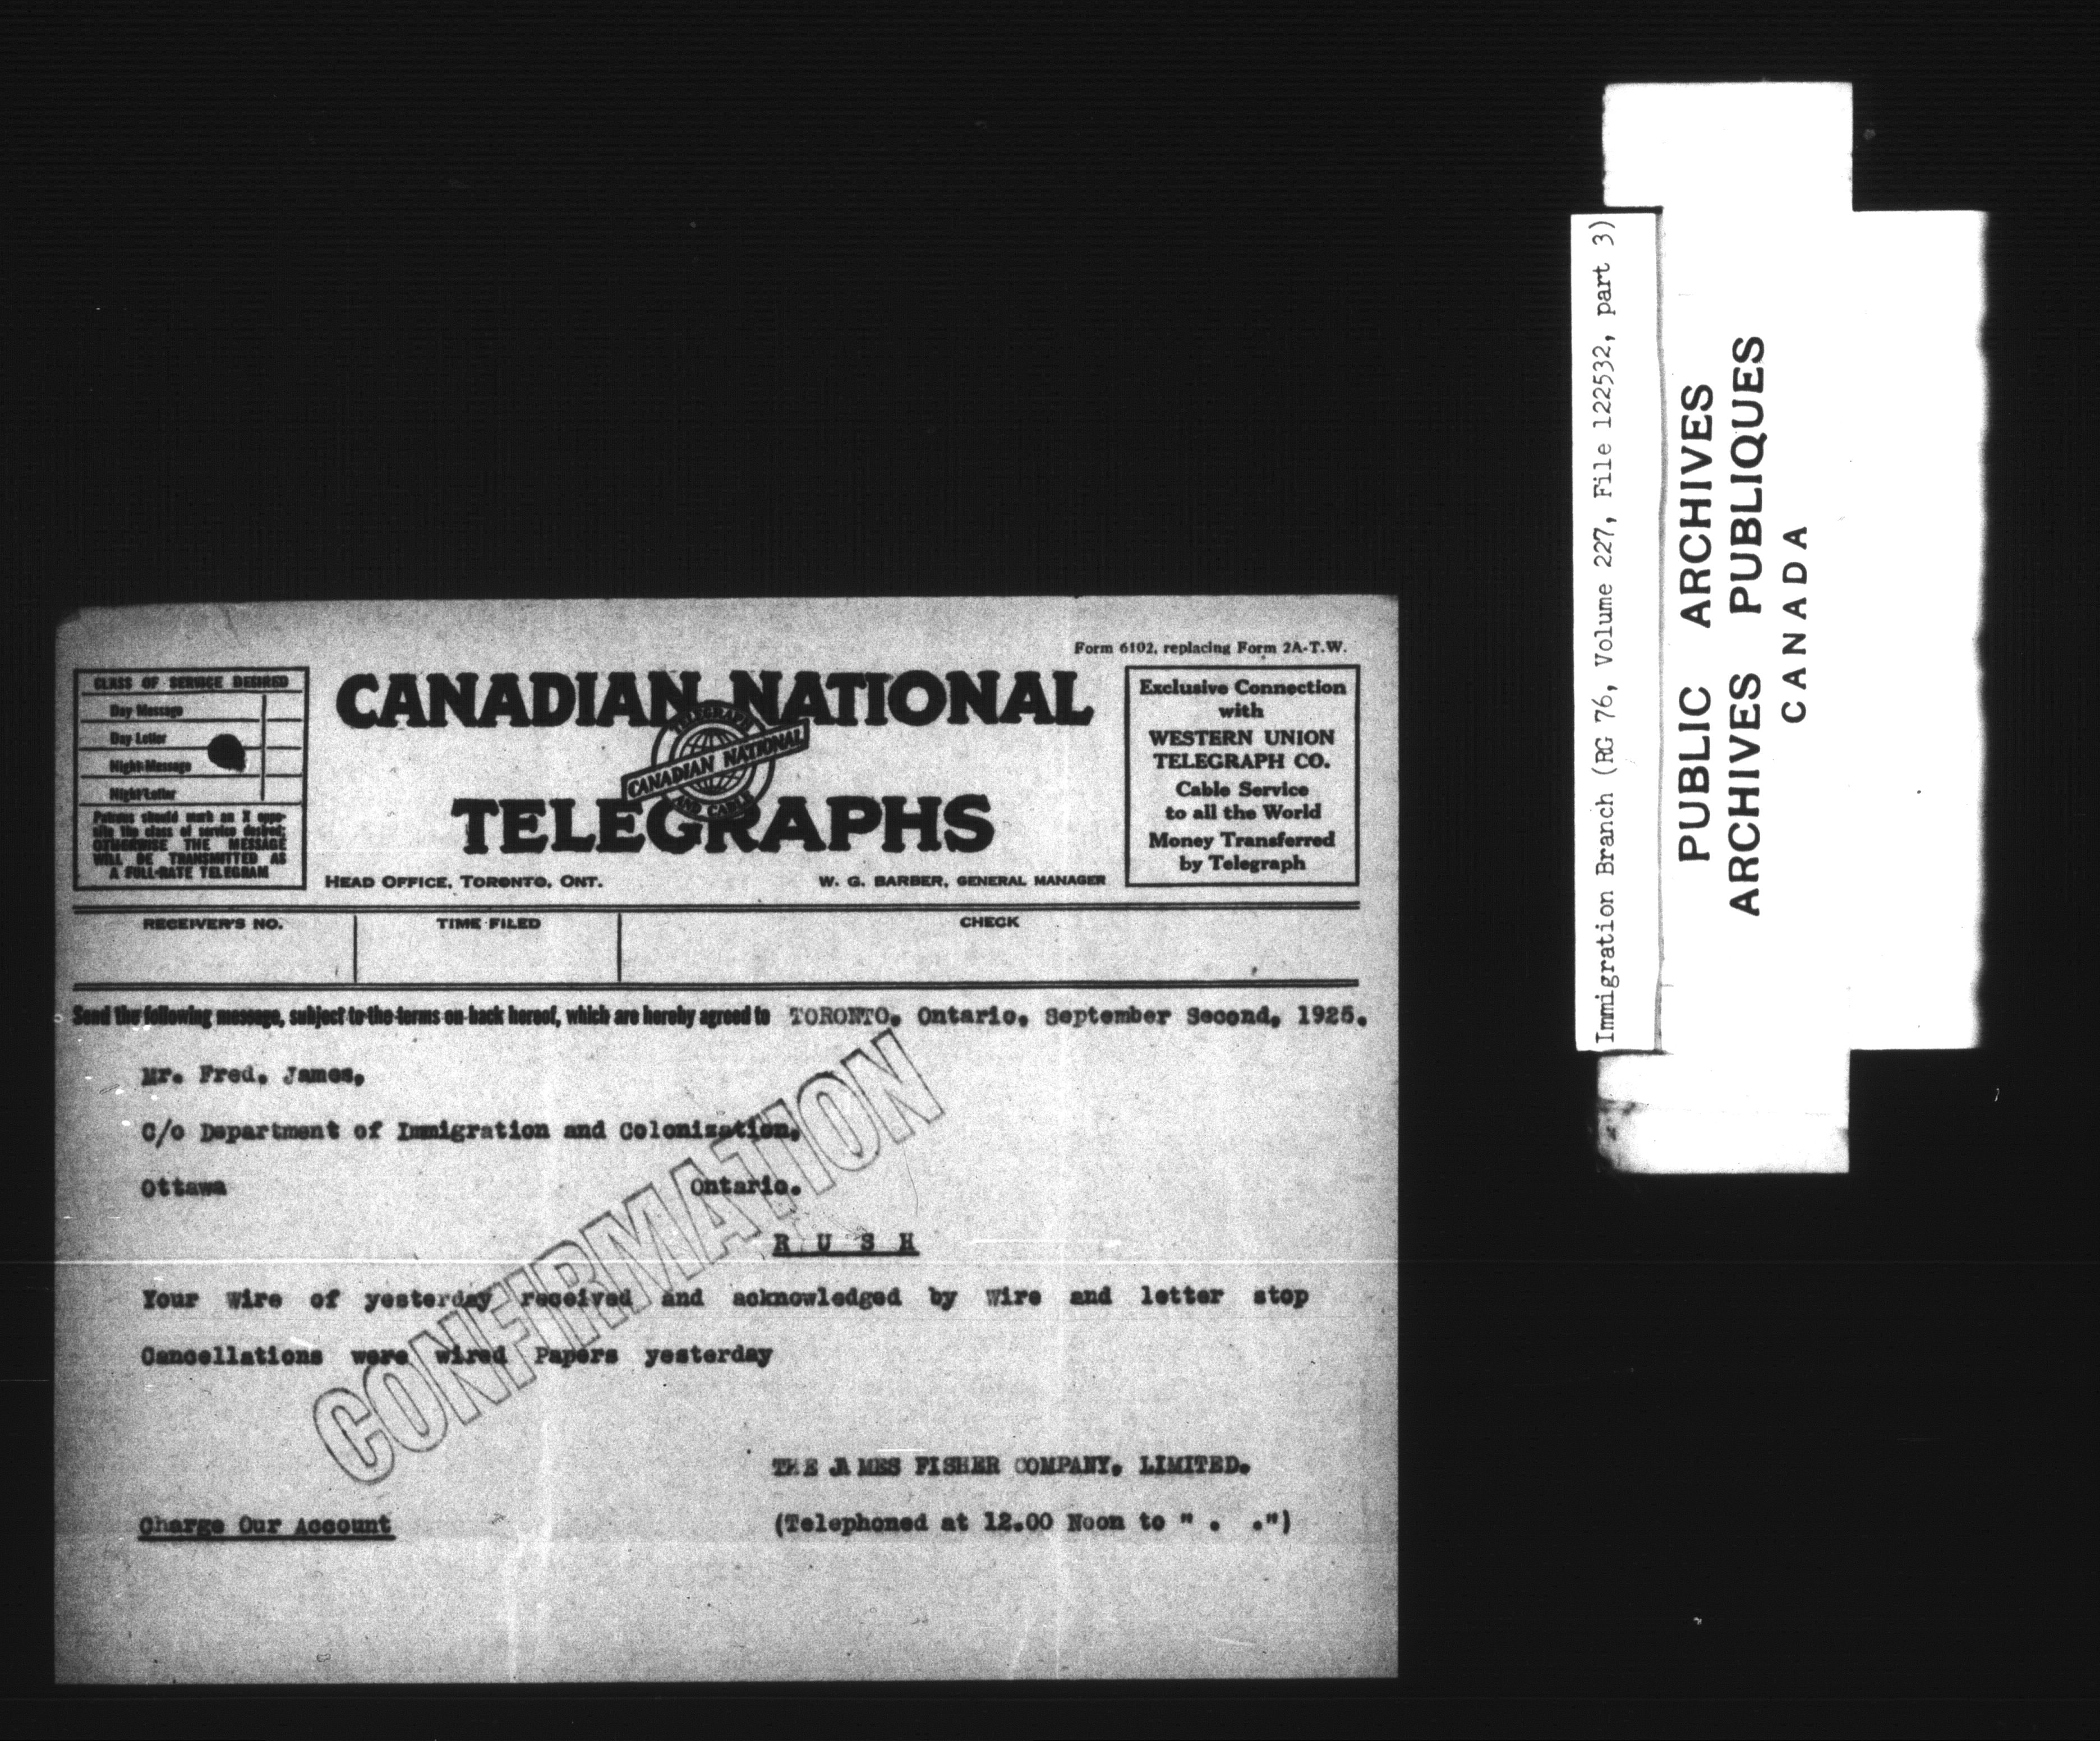 Form 6102, replacing Form 2A-T.W.
CLASS OF SERVICE DESIRED
Day Message
Day Letter
Night Message
Night Letter
Patrons should mark an X oppo-
site the class of service desired;
OTHERWISE THE MESSAGE
WILL BE TRANSMITTED AS
A FULL-RATE TELEGRAM
CANADIAN NATIONAL
TELEGRAPH
CANADIAN NATIONAL
AND CABLE
TELEGRAPHS
HEAD OFFICE, TORONTO, ONT.
W. G. BARBER, GENERAL MANAGER
Exclusive Connection
with
WESTERN UNION
TELEGRAPH CO.
Cable Service
to all the World
Money Transferred
by Telegraph
RECEIVER'S NO.
TIME FILED
CHECK
Send the following message, subject to the terms on back hereof, which are hereby agreed to TORONTO, Ontario, September Second, 1925.
Mr. Fred. James,
C/o Department of Immigration and Colonization,
Ottawa Ontario.
R U S H
Your wire of yesterday received and acknowledged by wire and letter stop
Cancellations were wired Papers yesterday
CONFIRMATION
THE JAMES FISHER COMPANY, LIMITED.
Charge Our Account
(Telephoned at 12.00 Noon to " . .")
Immigration Branch (RG 76, Volume 227, File 122532, part 3)
PUBLIC ARCHIVES
ARCHIVES PUBLIQUES
CANADA